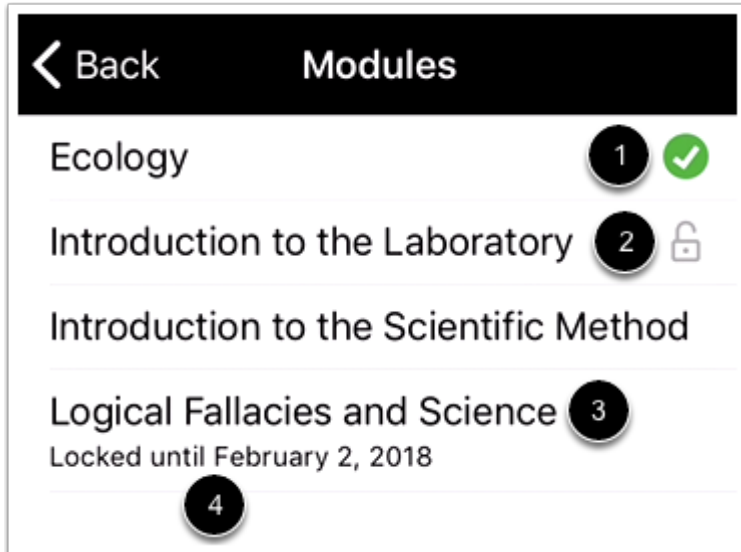 Back Modules
Ecology 1
Introduction to the Laboratory 2
Introduction to the Scientific Method
Logical Fallacies and Science 3
Locked until February 2, 2018
4